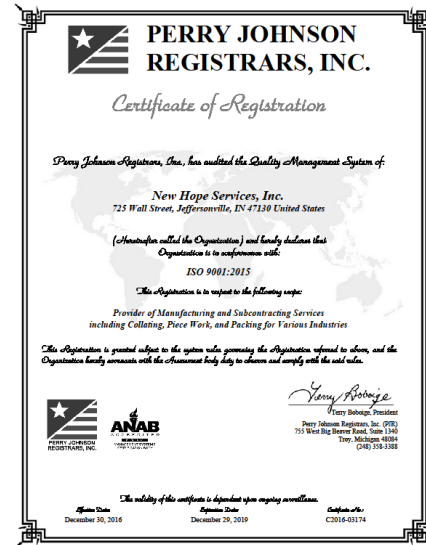 PERRY JOHNSON
REGISTRARS, INC.
Certificate of Registration
Perry Johnson Registrars, Inc., has audited the Quality Management System of:
New Hope Services, Inc.
725 Wall Street, Jeffersonville, IN 47130 United States
(Hereinafter called the Organization) and hereby declares that
Organization is in conformance with:
ISO 9001:2015
This Registration is in respect to the following scope:
Provider of Manufacturing and Subcontracting Services
including Collating, Piece Work, and Packing for Various Industries
This Registration is granted subject to the system rules governing the Registration referred to above, and the
Organization hereby covenants with the Assessment body duty to observe and comply with the said rules.
Terry Boboige, President
Perry Johnson Registrars, Inc. (PJR)
755 West Big Beaver Road, Suite 1340
Troy, Michigan 48084
(248) 358-3388
PERRY JOHNSON
REGISTRARS, INC.
ANAB
ACCREDITED
The validity of this certificate is dependent upon ongoing surveillance.
Effective Date: Expiration Date: Certificate No.:
December 30, 2016 December 29, 2019 C2016-03174